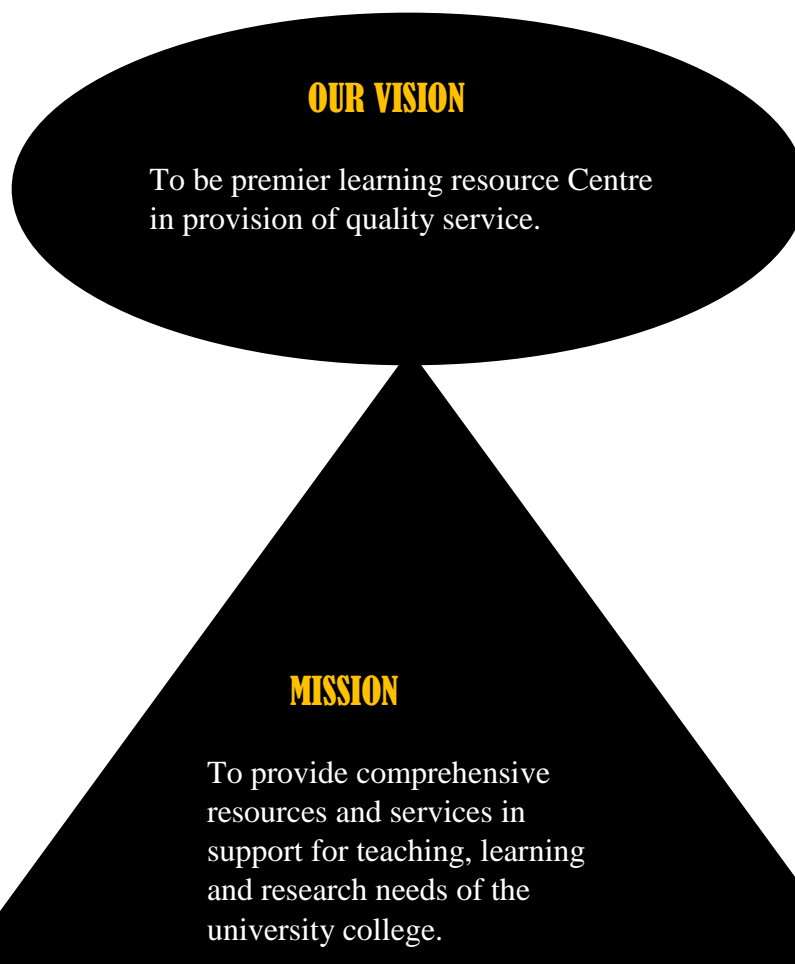 OUR VISION
To be premier learning resource Centre
in provision of quality service.
MISSION
To provide comprehensive
resources and services in
support for teaching, learning
and research needs of the
university college.